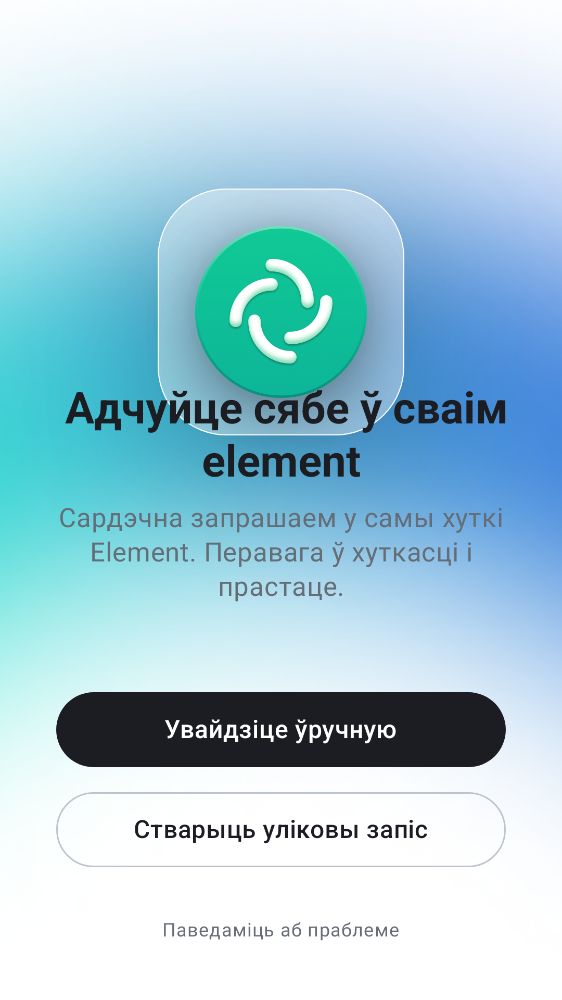 Адчуйце сябе ў сваім
element
Сардэчна запрашаем у самы хуткі
Element. Перавага ў хуткасці і
прастаце.
Увайдзіце ўручную
Стварыць уліковы запіс
Паведаміць аб праблеме